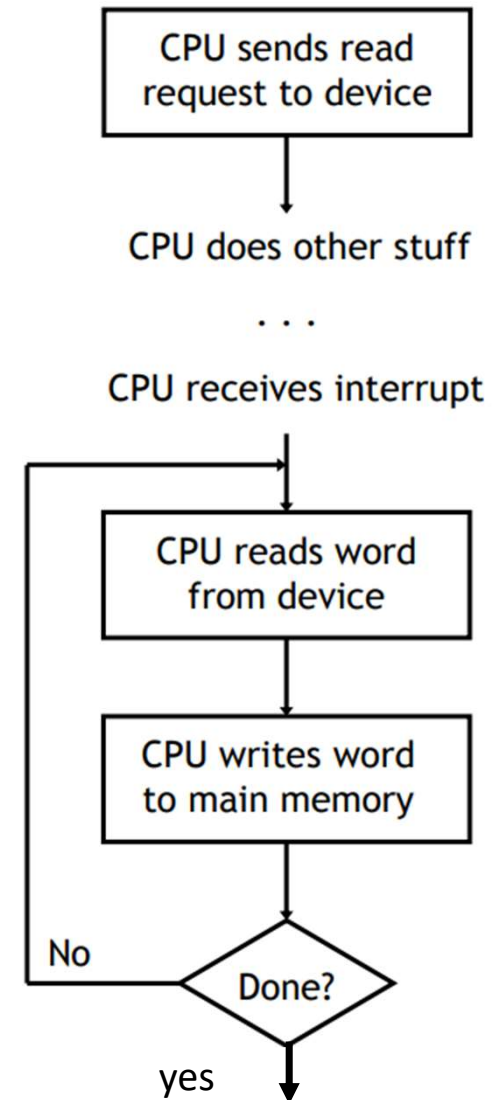 CPU sends read
request to device
CPU does other stuff
. . .
CPU receives interrupt
CPU reads word
from device
CPU writes word
to main memory
No
Done?
yes